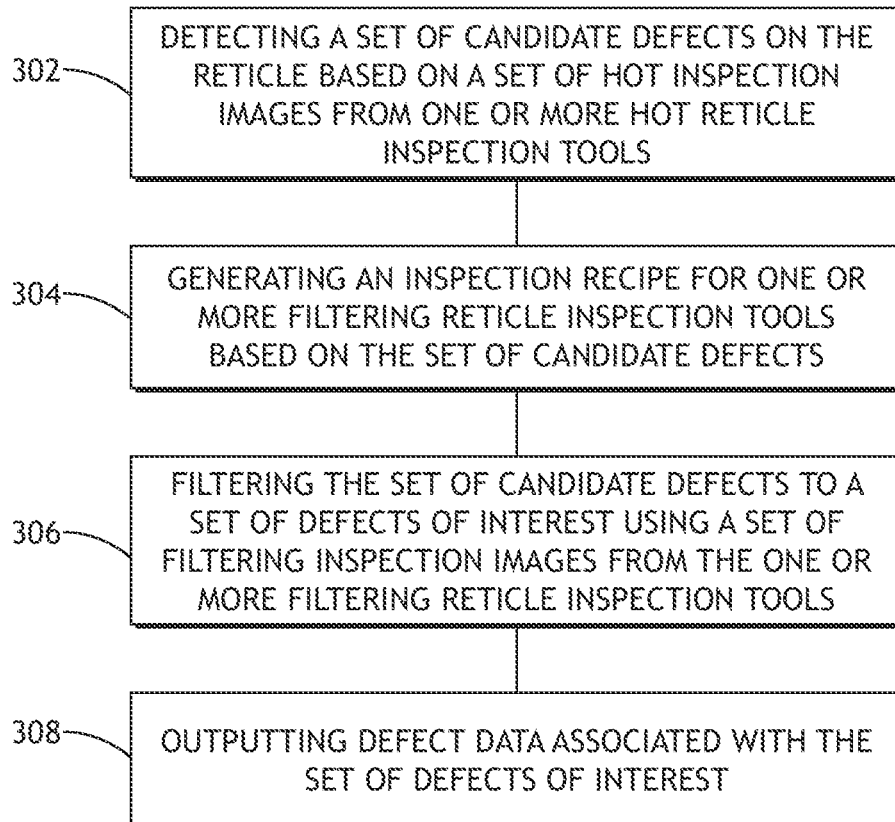 302
DETECTING A SET OF CANDIDATE DEFECTS ON THE
RETICLE BASED ON A SET OF HOT INSPECTION
IMAGES FROM ONE OR MORE HOT RETICLE
INSPECTION TOOLS
304
GENERATING AN INSPECTION RECIPE FOR ONE OR
MORE FILTERING RETICLE INSPECTION TOOLS
BASED ON THE SET OF CANDIDATE DEFECTS
306
FILTERING THE SET OF CANDIDATE DEFECTS TO A
SET OF DEFECTS OF INTEREST USING A SET OF
FILTERING INSPECTION IMAGES FROM THE ONE OR
MORE FILTERING RETICLE INSPECTION TOOLS
308
OUTPUTTING DEFECT DATA ASSOCIATED WITH THE
SET OF DEFECTS OF INTEREST